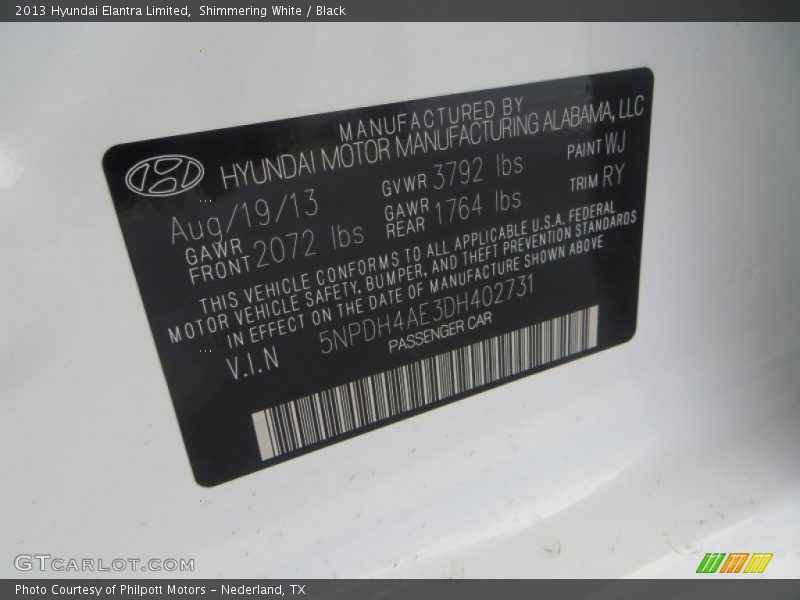 2013 Hyundai Elantra Limited,  Shimmering White / Black
MANUFACTURED BY
HYUNDAI MOTOR MANUFACTURING ALABAMA, LLC
Aug/19/13 GVWR 3792 lbs PAINT WJ
GAWR FRONT 2072 lbs GAWR REAR 1764 lbs TRIM RY
THIS VEHICLE CONFORMS TO ALL APPLICABLE U.S.A. FEDERAL
MOTOR VEHICLE SAFETY, BUMPER, AND THEFT PREVENTION STANDARDS
IN EFFECT ON THE DATE OF MANUFACTURE SHOWN ABOVE
V.I.N 5NPDH4AE3DH402731
PASSENGER CAR
GTCARLOT.COM
Photo Courtesy of Philpott Motors - Nederland, TX